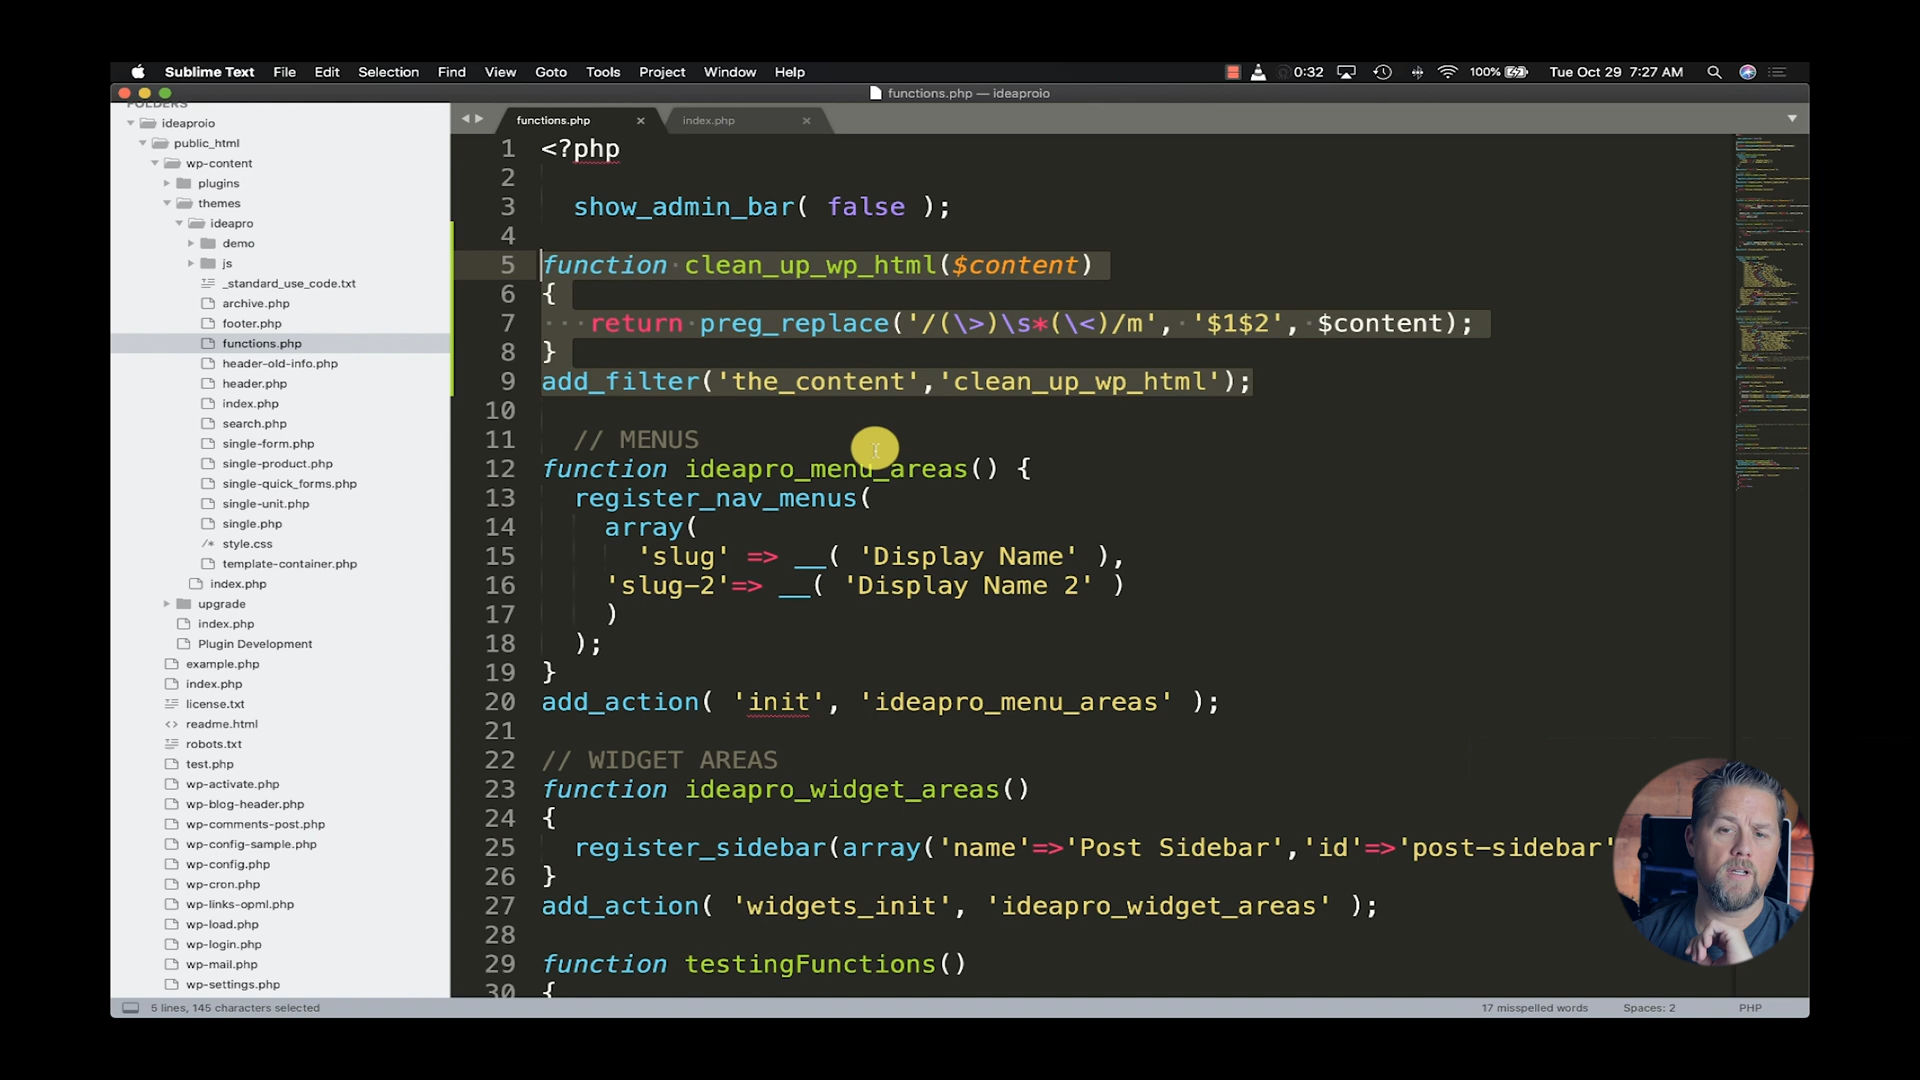 Sublime Text File Edit Selection Find View Goto Tools Project Window Help 0:32 100% Tue Oct 29 7:27 AM
functions.php — ideaproio
FOLDERS
ideaproio
public_html
wp-content
plugins
themes
ideapro
demo
js
_standard_use_code.txt
archive.php
footer.php
functions.php
header-old-info.php
header.php
index.php
search.php
single-form.php
single-product.php
single-quick_forms.php
single-unit.php
single.php
/* style.css
template-container.php
index.php
upgrade
index.php
Plugin Development
example.php
index.php
license.txt
<> readme.html
robots.txt
test.php
wp-activate.php
wp-blog-header.php
wp-comments-post.php
wp-config-sample.php
wp-config.php
wp-cron.php
wp-links-opml.php
wp-load.php
wp-login.php
wp-mail.php
wp-settings.php
functions.php × index.php ×
1 <?php
2
3 show_admin_bar( false );
4
5 function clean_up_wp_html($content)
6 {
7 return preg_replace('/(\>)\s*(\<)/m', '$1$2', $content);
8 }
9 add_filter('the_content','clean_up_wp_html');
10
11 // MENUS
12 function ideapro_menu_areas() {
13 register_nav_menus(
14 array(
15 'slug' => __( 'Display Name' ),
16 'slug-2'=> __( 'Display Name 2' )
17 )
18 );
19 }
20 add_action( 'init', 'ideapro_menu_areas' );
21
22 // WIDGET AREAS
23 function ideapro_widget_areas()
24 {
25 register_sidebar(array('name'=>'Post Sidebar','id'=>'post-sidebar'
26 }
27 add_action( 'widgets_init', 'ideapro_widget_areas' );
28
29 function testingFunctions()
30 {
5 lines, 145 characters selected 17 misspelled words Spaces: 2 PHP